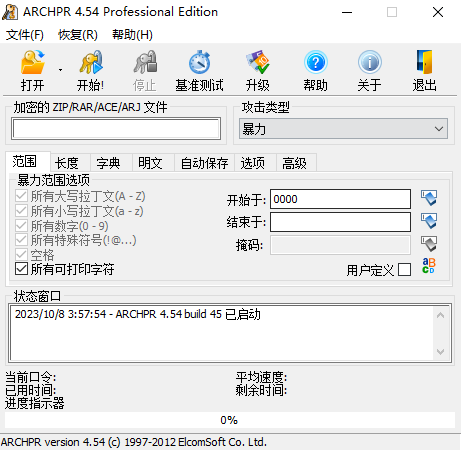 ARCHPR 4.54 Professional Edition
文件(F) 恢复(R) 帮助(H)
打开 开始! 停止 基准测试 升级 帮助 关于 退出
加密的 ZIP/RAR/ACE/ARJ 文件
攻击类型
暴力
范围 长度 字典 明文 自动保存 选项 高级
暴力范围选项
所有大写拉丁文(A - Z)
所有小写拉丁文(a - z)
所有数字(0 - 9)
所有特殊符号(!@...)
空格
所有可打印字符
开始于: 0000
结束于:
掩码:
用户定义
状态窗口
2023/10/8 3:57:54 - ARCHPR 4.54 build 45 已启动
当前口令: 平均速度:
已用时间: 剩余时间:
进度指示器
0%
ARCHPR version 4.54 (c) 1997-2012 ElcomSoft Co. Ltd.